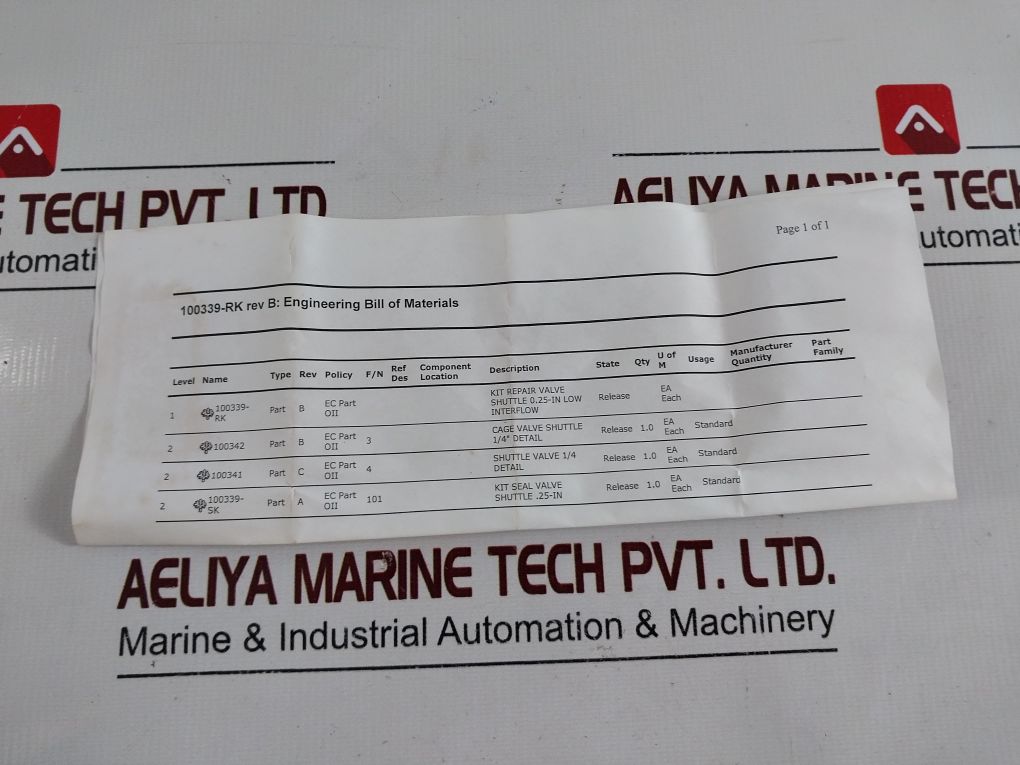 E TECH PVT. LTD
utomati
AELIYA MARINE TEC
utomati
Page 1 of 1
100339-RK rev B: Engineering Bill of Materials
Level Name Type Rev Policy F/N Ref Des Component Location Description State Qty U of M Usage Manufacturer Quantity Part Family
1 100339-RK Part B EC Part OII KIT REPAIR VALVE SHUTTLE 0.25-IN LOW INTERFLOW Release EA Each
2 100342 Part B EC Part OII 3 CAGE VALVE SHUTTLE 1/4" DETAIL Release 1.0 EA Each Standard
2 100341 Part C EC Part OII 4 SHUTTLE VALVE 1/4 DETAIL Release 1.0 EA Each Standard
2 100339-SK Part A EC Part OII 101 KIT SEAL VALVE SHUTTLE .25-IN Release 1.0 EA Each Standard
AELIYA MARINE TECH PVT. LTD.
Marine & Industrial Automation & Machinery